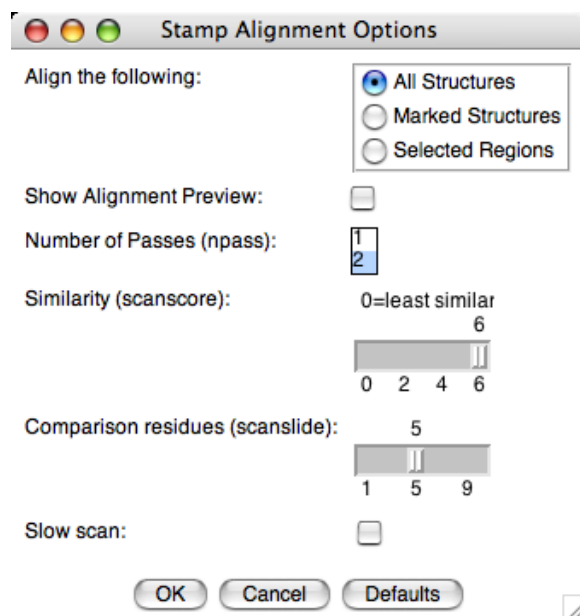 Stamp Alignment Options
Align the following:
All Structures
Marked Structures
Selected Regions
Show Alignment Preview:
Number of Passes (npass):
1
2
Similarity (scanscore):
0=least similar
6
0 2 4 6
Comparison residues (scanslide):
5
1 5 9
Slow scan:
OK Cancel Defaults